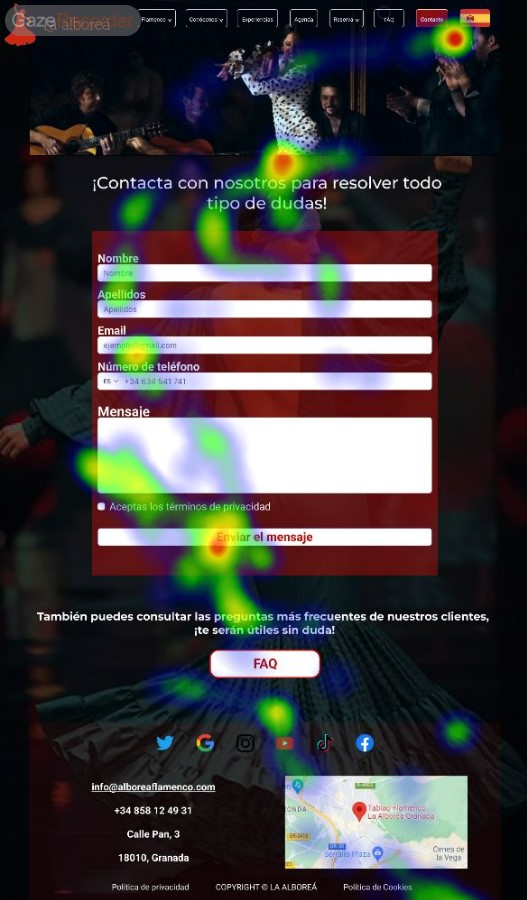 GazeRecorder
La alboreá
Flamenco Conócenos Experiencias Agenda Reserva FAQ Contacto
¡Contacta con nosotros para resolver todo
tipo de dudas!
Nombre
Nombre
Apellidos
Apellidos
Email
ejemplo@mail.com
Número de teléfono
ES +34 634 541 741
Mensaje
Aceptas los términos de privacidad
Enviar el mensaje
También puedes consultar las preguntas más frecuentes de nuestros clientes,
¡te serán útiles sin duda!
FAQ
info@alboreaflamenco.com
+34 858 12 49 31
Calle Pan, 3
18010, Granada
Tablao Flamenco
La Alboreá Granada
Serrallo Plaza
Cenes de
la Vega
Política de privacidad COPYRIGHT © LA ALBOREÁ Política de Cookies